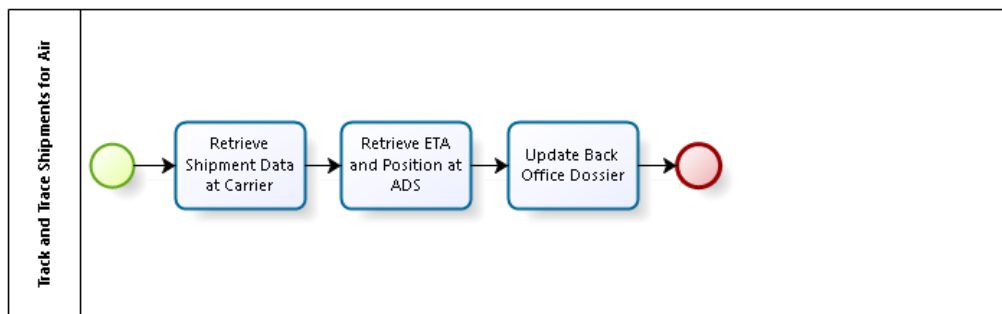 Track and Trace Shipments for Air
Retrieve
Shipment Data
at Carrier
Retrieve ETA
and Position at
ADS
Update Back
Office Dossier